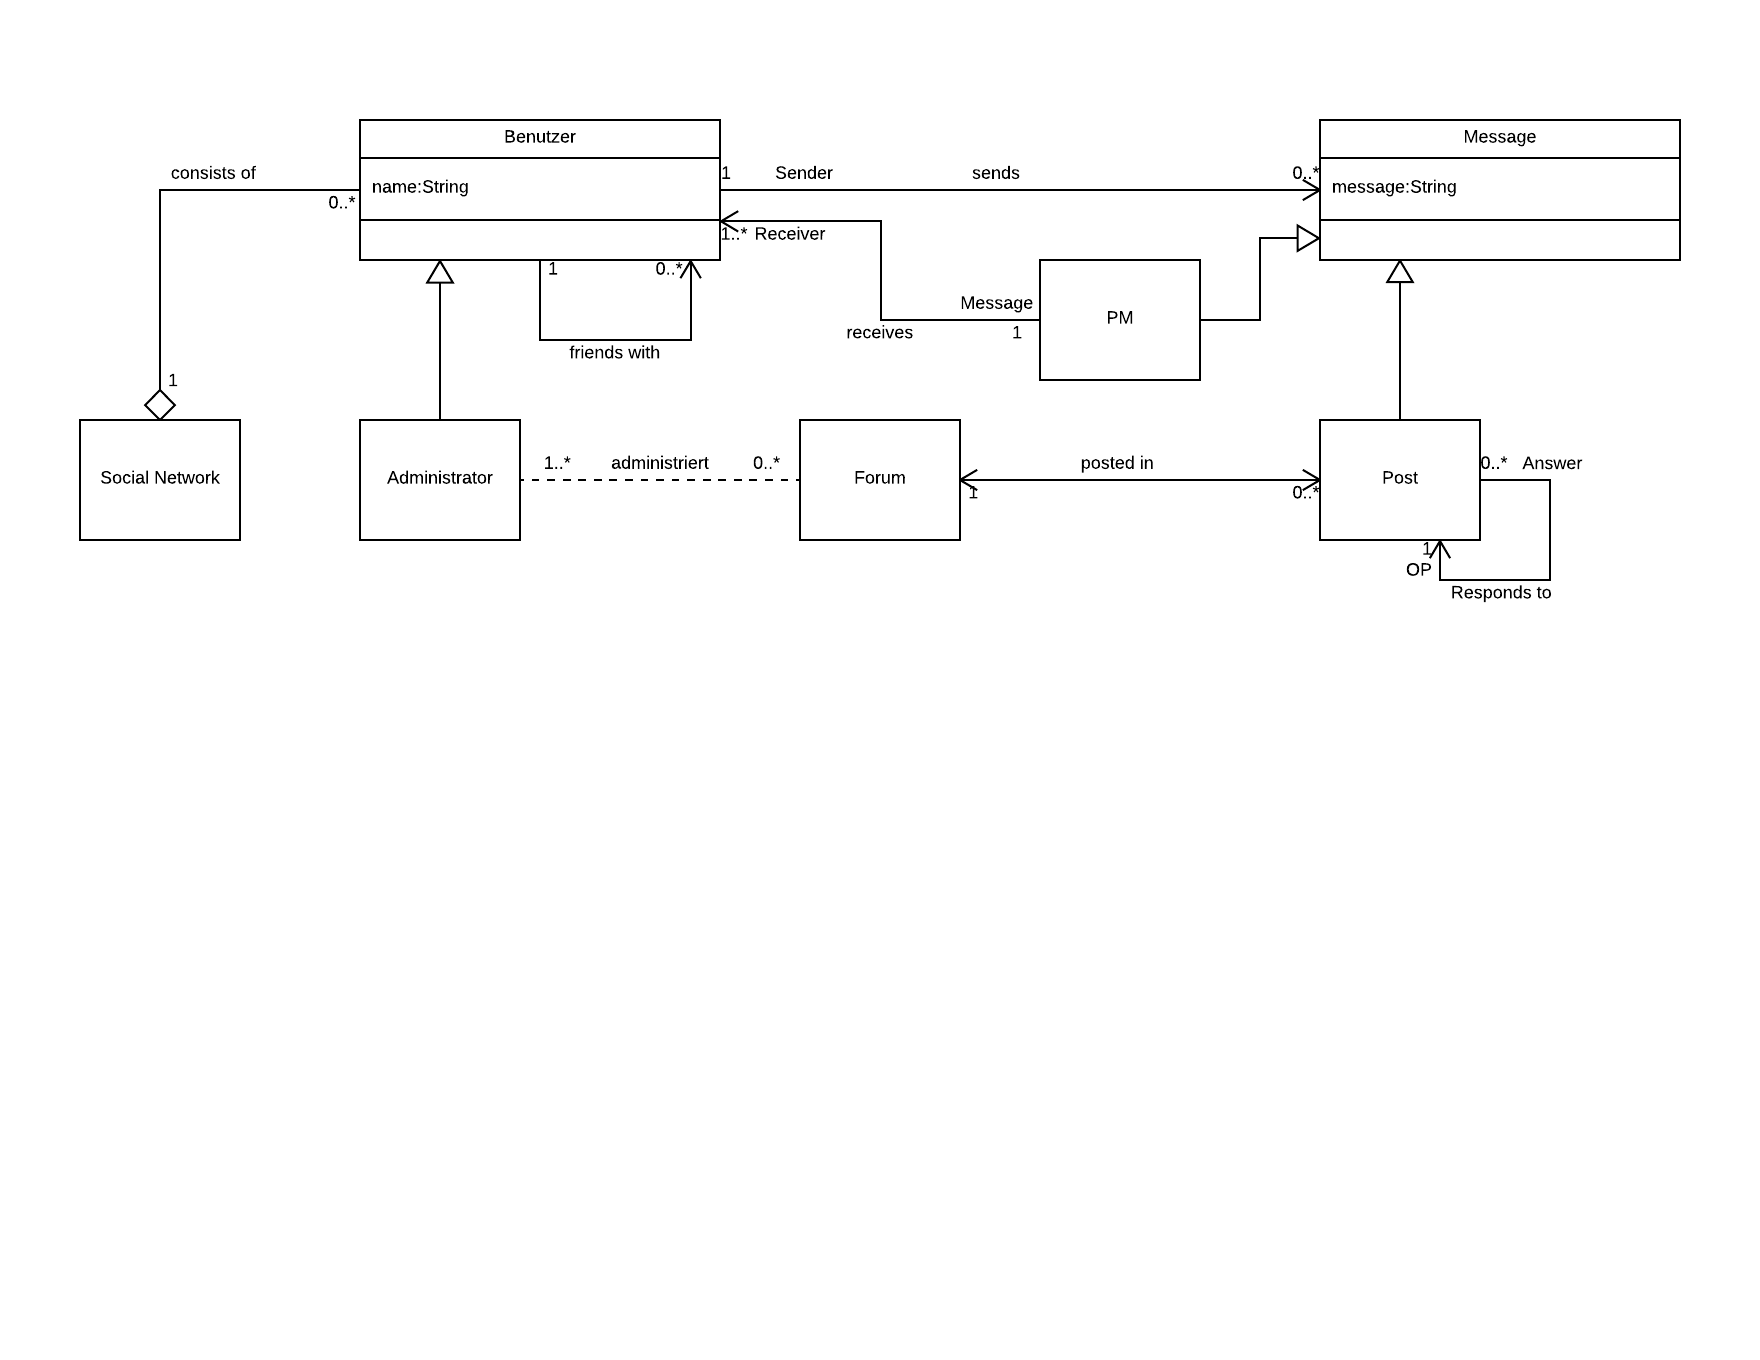 Benutzer
Message
consists of
1
Sender
sends
0..*
name:String
message:String
0..*
1..*
Receiver
1
0..*
Message
PM
receives
1
friends with
1
1..*
administriert
0..*
posted in
0..*
Answer
Social Network
Administrator
Forum
Post
1
0..*
1
OP
Responds to